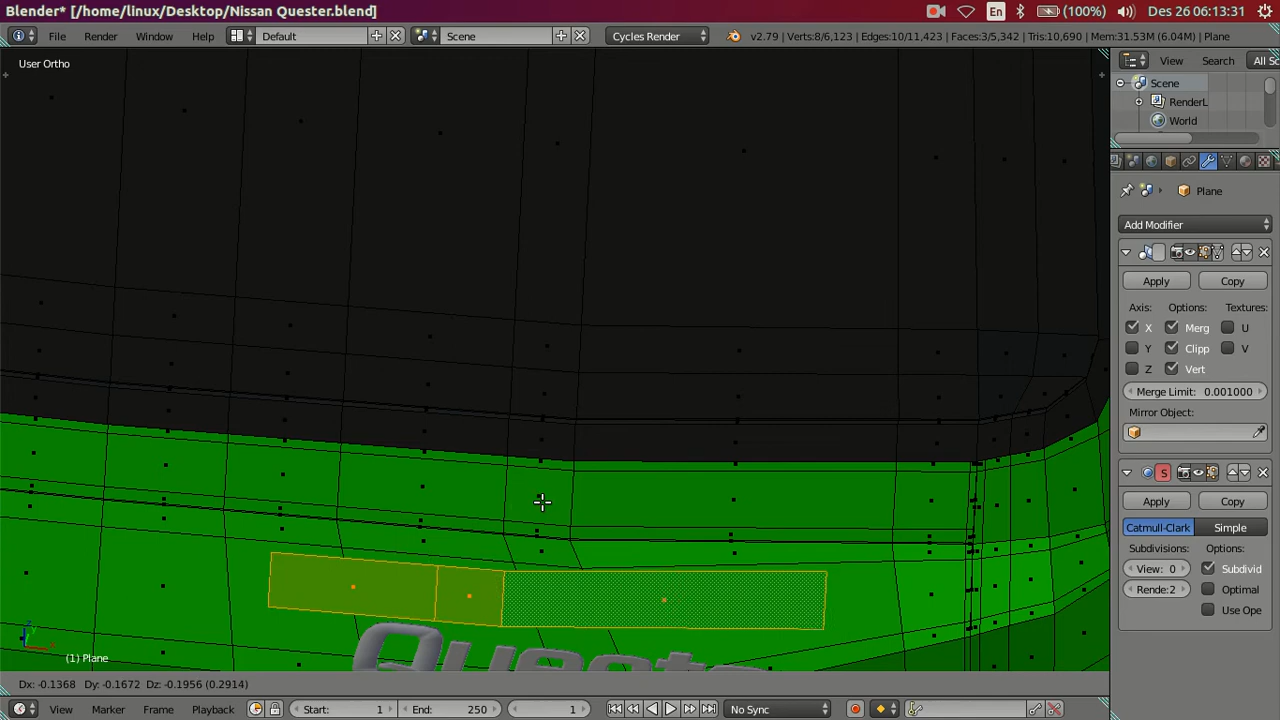 Blender* [/home/linux/Desktop/Nissan Quester.blend] En (100%) Des 26 06:13:31
File Render Window Help Default Scene Cycles Render v2.79 | Verts:8/6,123 | Edges:10/11,423 | Faces:3/5,342 | Tris:10,690 | Mem:31.53M (6.04M) | Plane
User Ortho
View Search All Sc
Scene
RenderL
World
Plane
Add Modifier
Apply Copy
Axis: Options: Textures:
X Merg U
Y Clipp V
Z Vert
Merge Limit: 0.001000
Mirror Object:
S
Apply Copy
Catmull-Clark Simple
Subdivisions: Options:
View: 0 Subdivid
Rende:2 Optimal
Use Ope
Queste
(1) Plane
Dx: -0.1368 Dy: -0.1672 Dz: -0.1956 (0.2914)
View Marker Frame Playback Start: 1 End: 250 1 No Sync